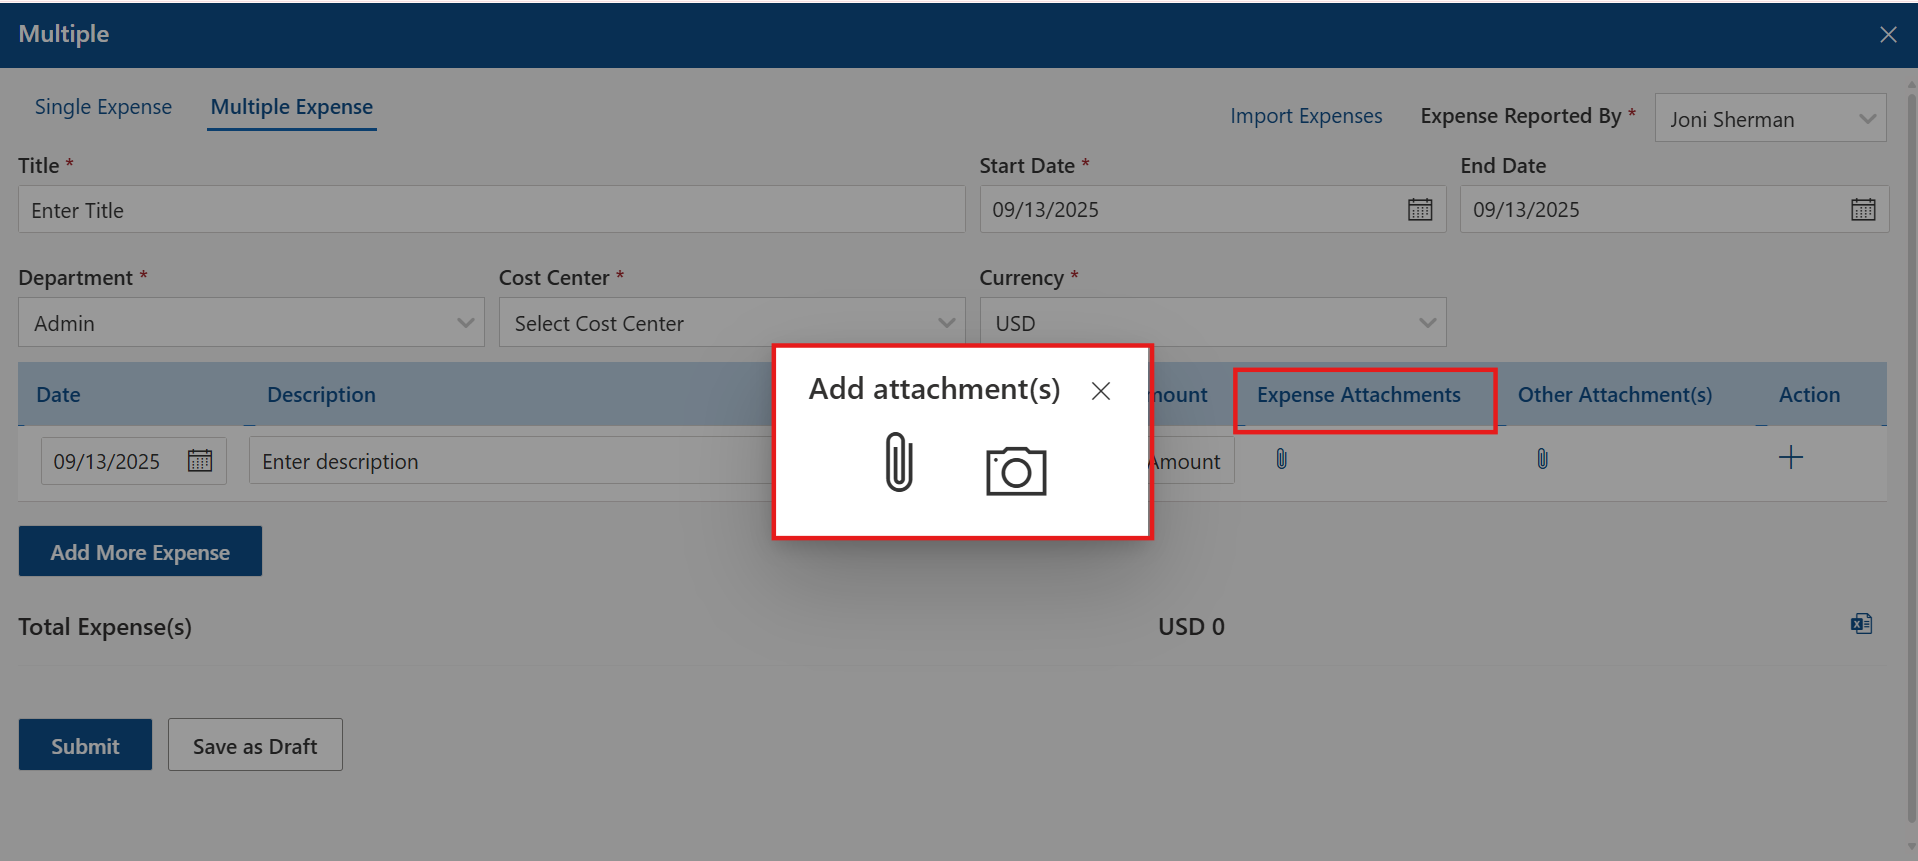 Multiple
Single Expense Multiple Expense
Import Expenses Expense Reported By * Joni Sherman
Title * Start Date * End Date
Enter Title 09/13/2025 09/13/2025
Department * Cost Center * Currency *
Admin Select Cost Center USD
Add attachment(s)
Date Description mount Expense Attachments Other Attachment(s) Action
09/13/2025 Enter description Amount
Add More Expense
Total Expense(s) USD 0
Submit Save as Draft